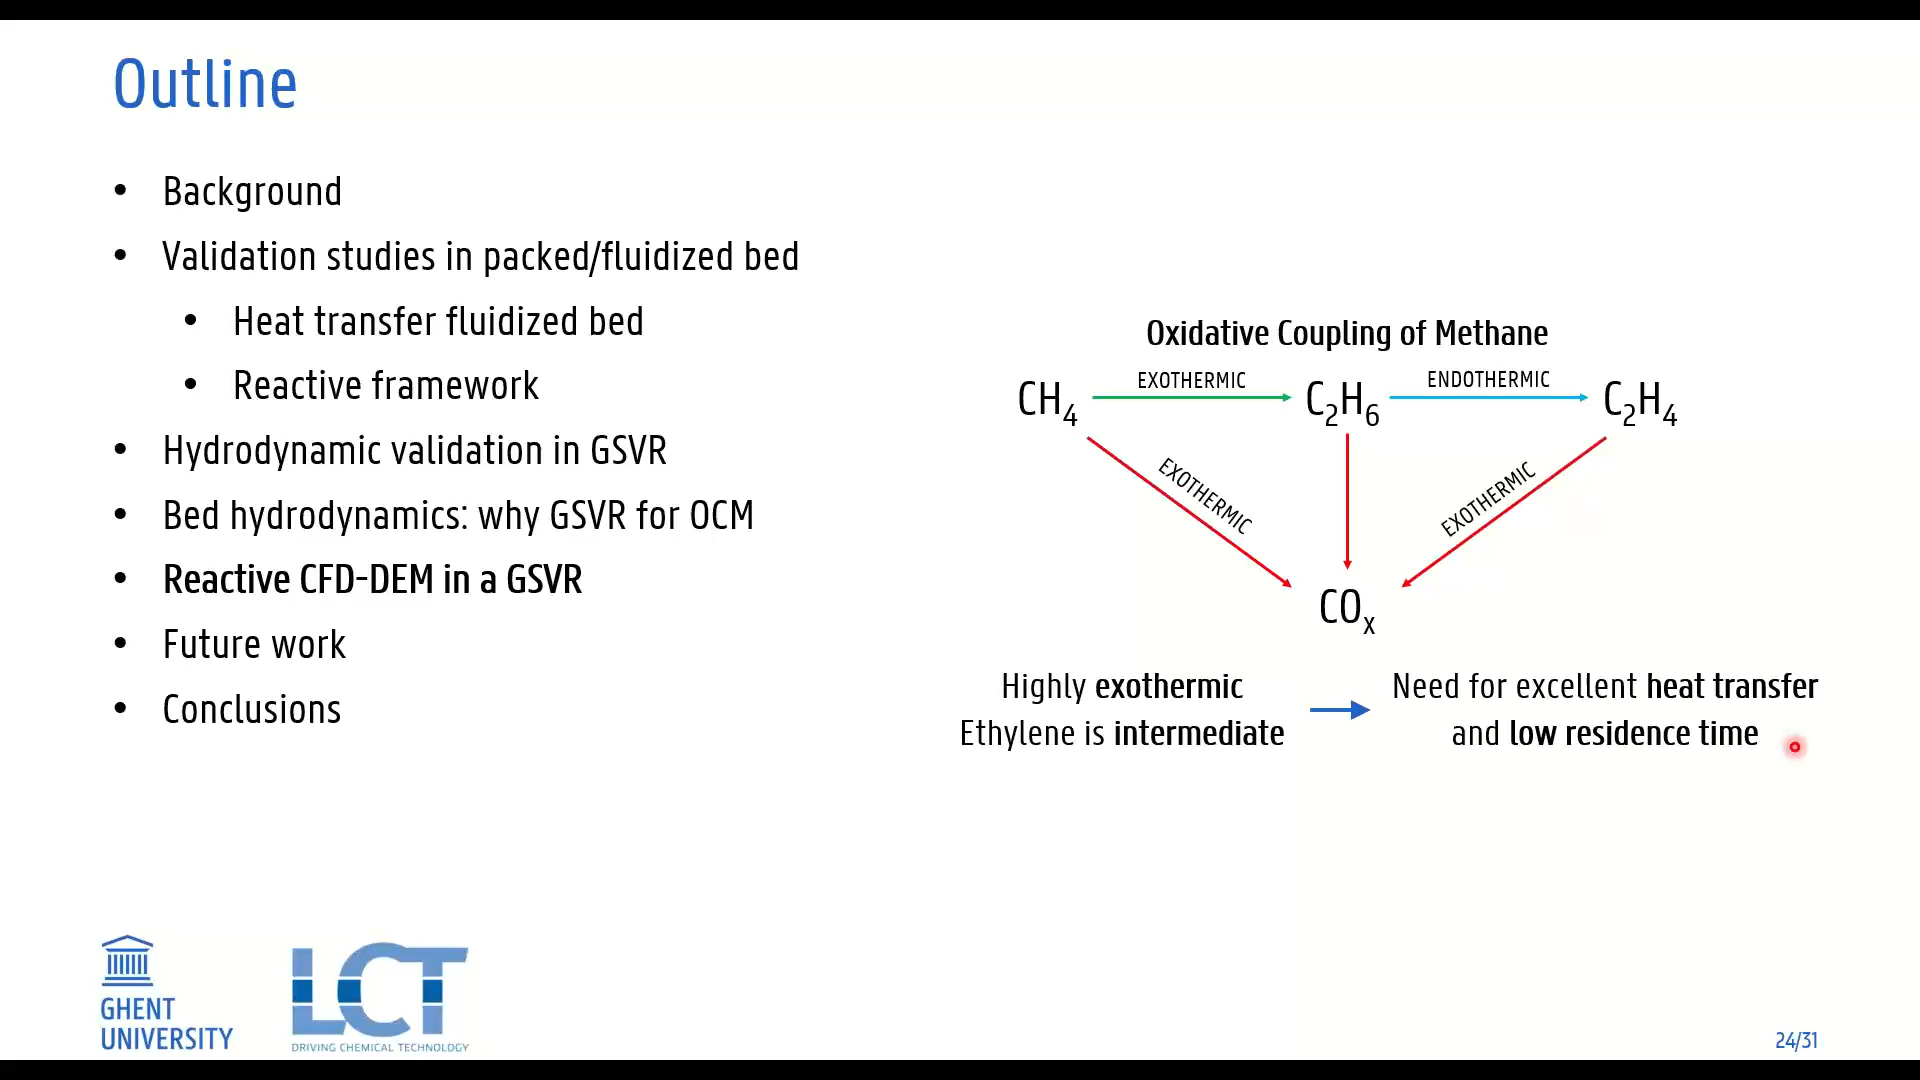 Outline
• Background
• Validation studies in packed/fluidized bed
• Heat transfer fluidized bed
• Reactive framework
• Hydrodynamic validation in GSVR
• Bed hydrodynamics: why GSVR for OCM
• Reactive CFD-DEM in a GSVR
• Future work
• Conclusions
Oxidative Coupling of Methane
EXOTHERMIC
ENDOTHERMIC
CH₄
C₂H₆
C₂H₄
EXOTHERMIC
EXOTHERMIC
COₓ
Highly exothermic
Ethylene is intermediate
Need for excellent heat transfer
and low residence time
GHENT
UNIVERSITY
LCT
DRIVING CHEMICAL TECHNOLOGY
24/31